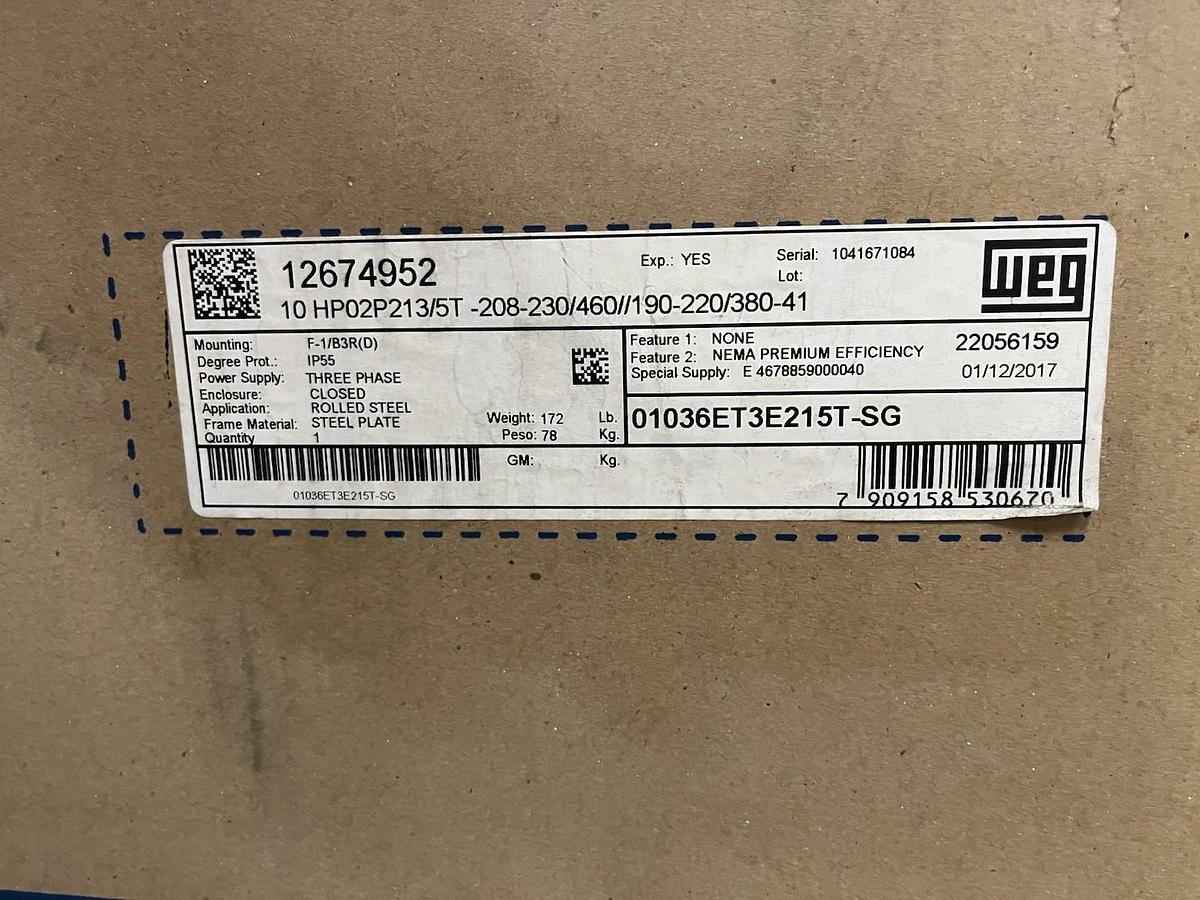 12674952
Exp.: YES
Serial: 1041671084
Lot:
weg
10 HP02P213/5T -208-230/460//190-220/380-41
Mounting: F-1/B3R(D)
Degree Prot.: IP55
Power Supply: THREE PHASE
Enclosure: CLOSED
Application: ROLLED STEEL
Frame Material: STEEL PLATE
Quantity 1
Weight: 172 Lb.
Peso: 78 Kg.
GM: Kg.
Feature 1: NONE
Feature 2: NEMA PREMIUM EFFICIENCY
Special Supply: E 4678859000040
22056159
01/12/2017
01036ET3E215T-SG
01036ET3E215T-SG
7 909158 530670